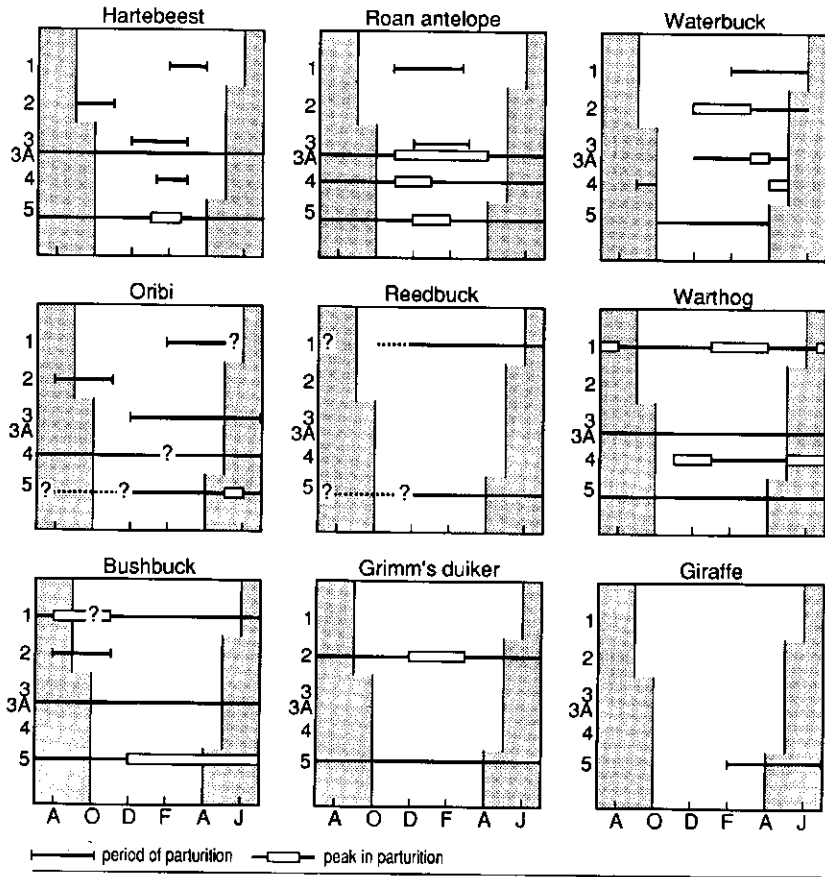 Hartebeest
Roan antelope
Waterbuck
1
2
3
3A
4
5
1
2
3
3A
4
5
1
2
3
3A
4
5
Oribi
Reedbuck
Warthog
1
?
2
3
3A
4
?
5
?
?
1
?
2
3
3A
4
5
?
?
1
2
3
3A
4
5
Bushbuck
Grimm's duiker
Giraffe
1
?
2
3
3A
4
5
1
2
3
3A
4
5
1
2
3
3A
4
5
A O D F A J
A O D F A J
A O D F A J
period of parturition
peak in parturition